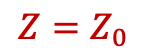 Z = Z₀